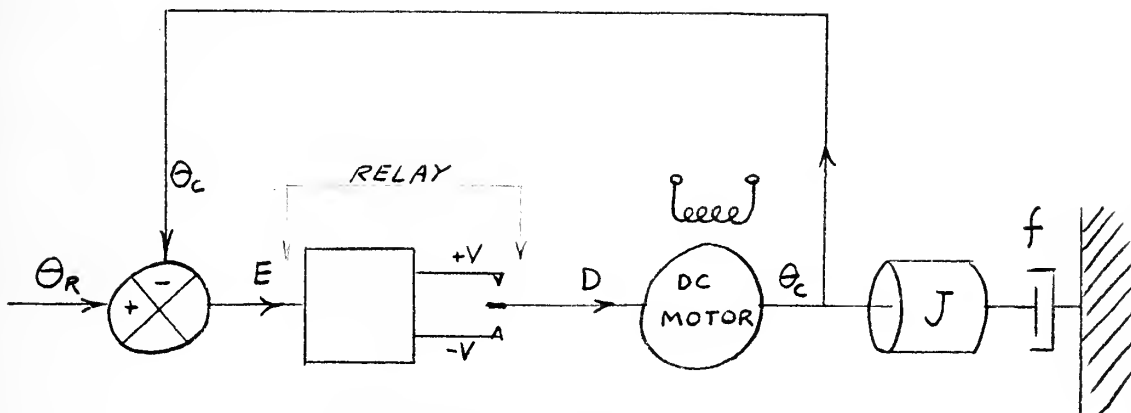 θc
RELAY
θR
+
-
E
+V
-V
D
DC
MOTOR
θc
J
f